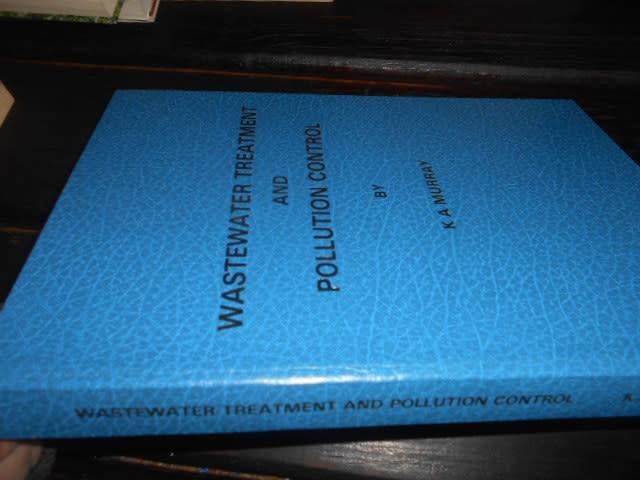 WASTEWATER TREATMENT
AND
POLLUTION CONTROL
BY
K A MURRAY
WASTEWATER TREATMENT AND POLLUTION CONTROL